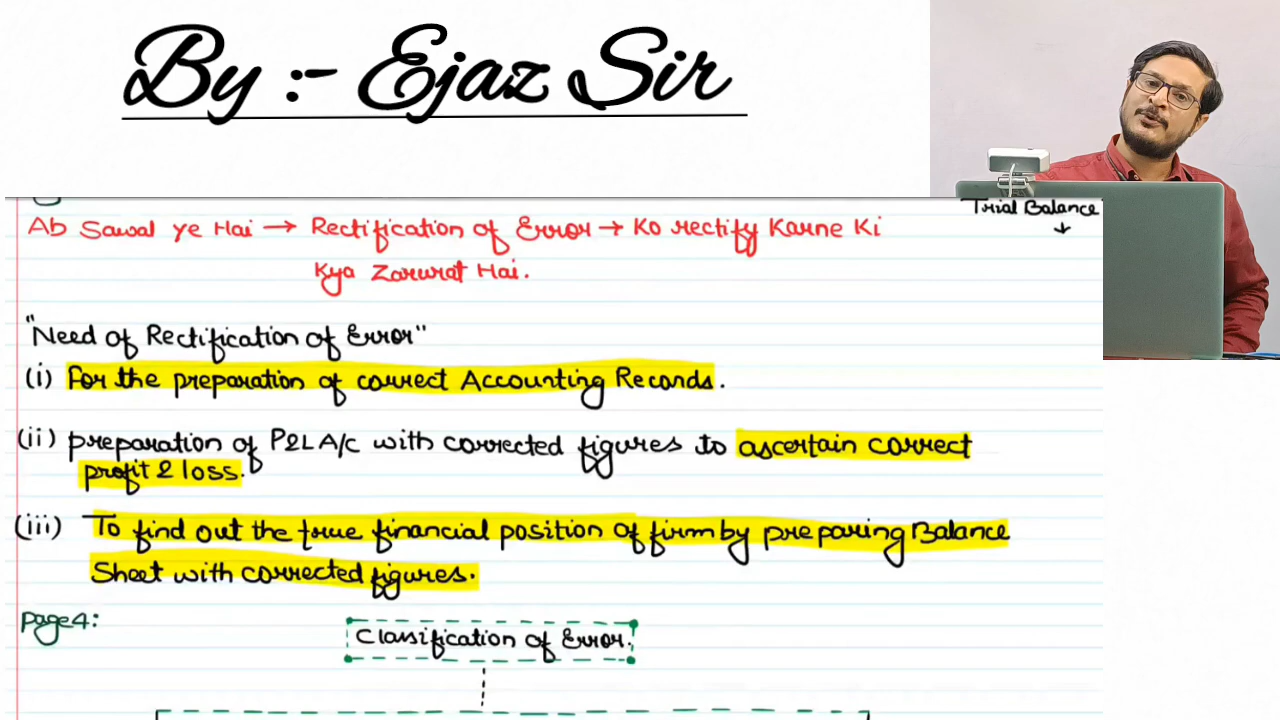 By :- Ejaz Sir
Trial Balance
Ab Sawal ye Hai → Rectification of Error → Ko rectify Karne Ki
Kya Zarurat Hai.
"Need of Rectification of Error"
(i) For the preparation of correct Accounting Records.
(ii) preparation of P&L A/c with corrected figures to ascertain correct
profit & loss.
(iii) To find out the true financial position of firm by preparing Balance
Sheet with corrected figures.
Page 4:
Classification of Error.